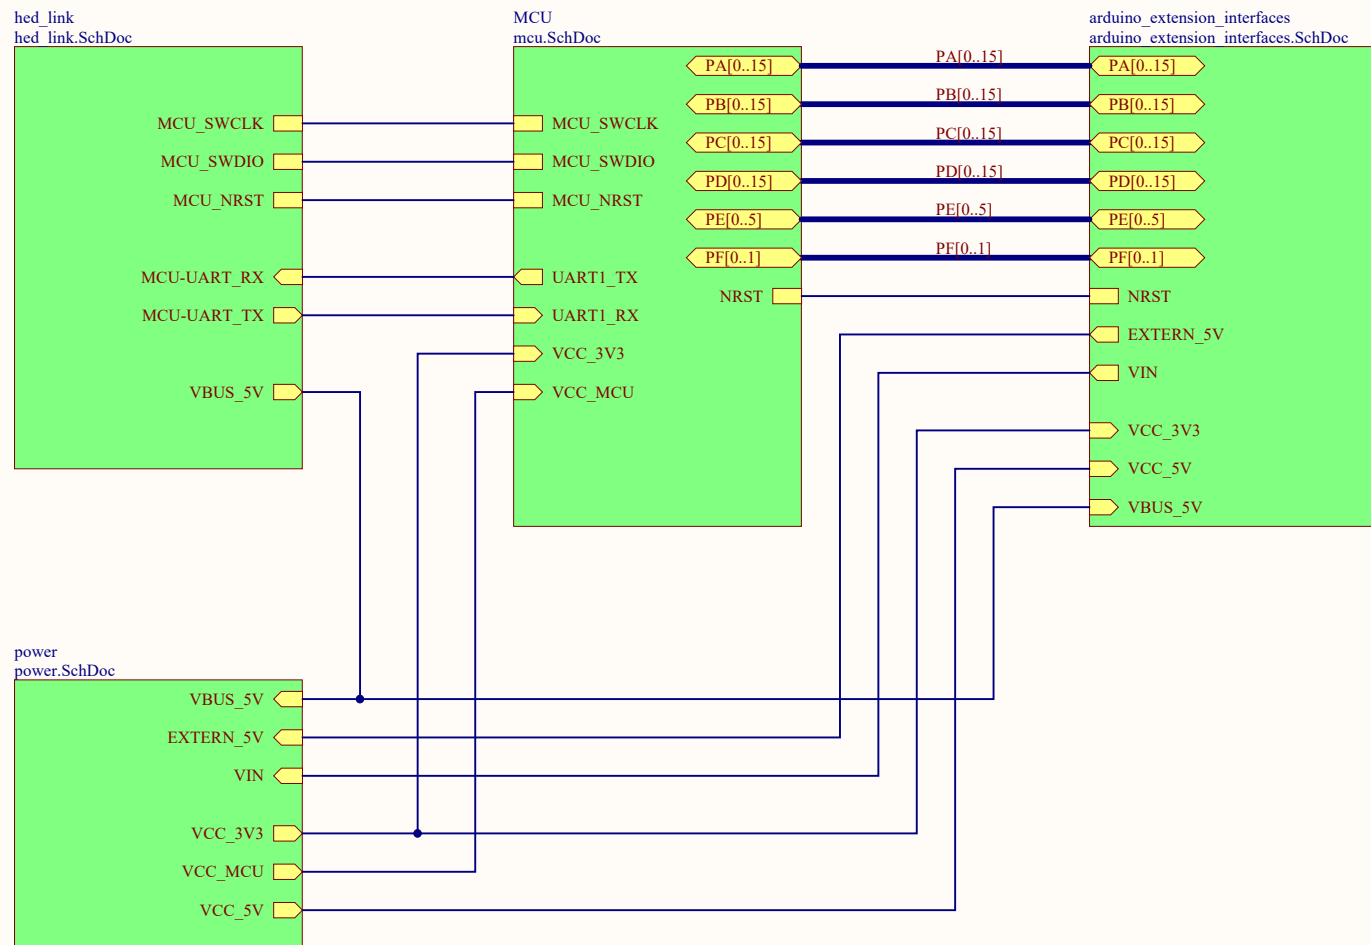 hed_link
hed_link.SchDoc
MCU_SWCLK
MCU_SWDIO
MCU_NRST
MCU-UART_RX
MCU-UART_TX
VBUS_5V
MCU
mcu.SchDoc
MCU_SWCLK
MCU_SWDIO
MCU_NRST
UART1_TX
UART1_RX
VCC_3V3
VCC_MCU
PA[0..15]
PB[0..15]
PC[0..15]
PD[0..15]
PE[0..5]
PF[0..1]
NRST
PA[0..15]
PB[0..15]
PC[0..15]
PD[0..15]
PE[0..5]
PF[0..1]
arduino_extension_interfaces
arduino_extension_interfaces.SchDoc
PA[0..15]
PB[0..15]
PC[0..15]
PD[0..15]
PE[0..5]
PF[0..1]
NRST
EXTERN_5V
VIN
VCC_3V3
VCC_5V
VBUS_5V
power
power.SchDoc
VBUS_5V
EXTERN_5V
VIN
VCC_3V3
VCC_MCU
VCC_5V